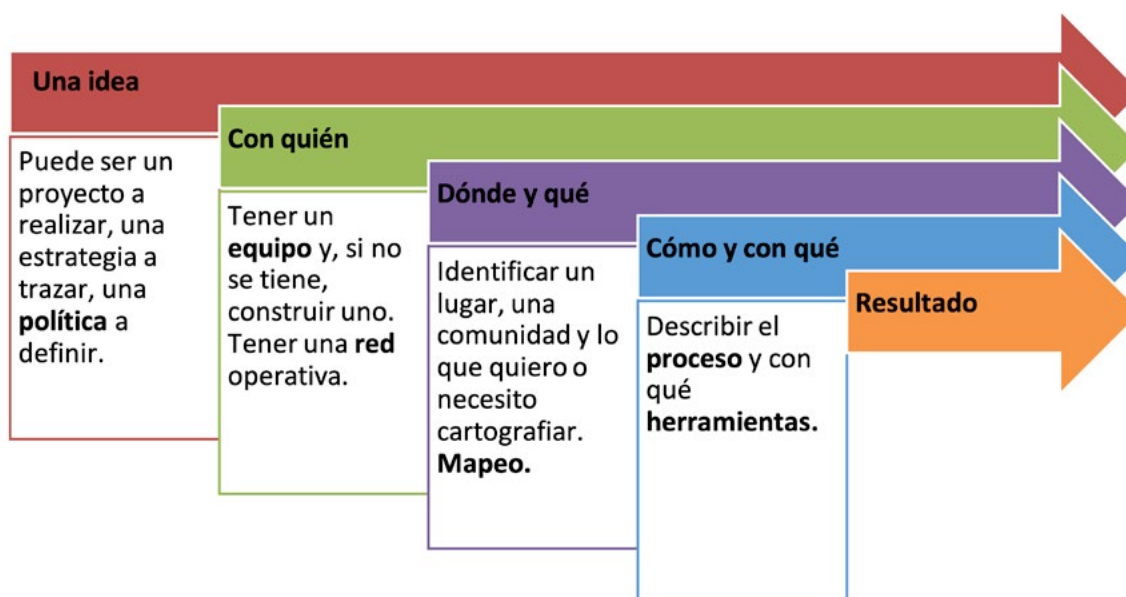 Una idea
Puede ser un
proyecto a
realizar, una
estrategia a
trazar, una
política a
definir.
Con quién
Tener un
equipo y, si no
se tiene,
construir uno.
Tener una red
operativa.
Dónde y qué
Identificar un
lugar, una
comunidad y lo
que quiero o
necesito
cartografiar.
Mapeo.
Cómo y con qué
Describir el
proceso y con
qué
herramientas.
Resultado